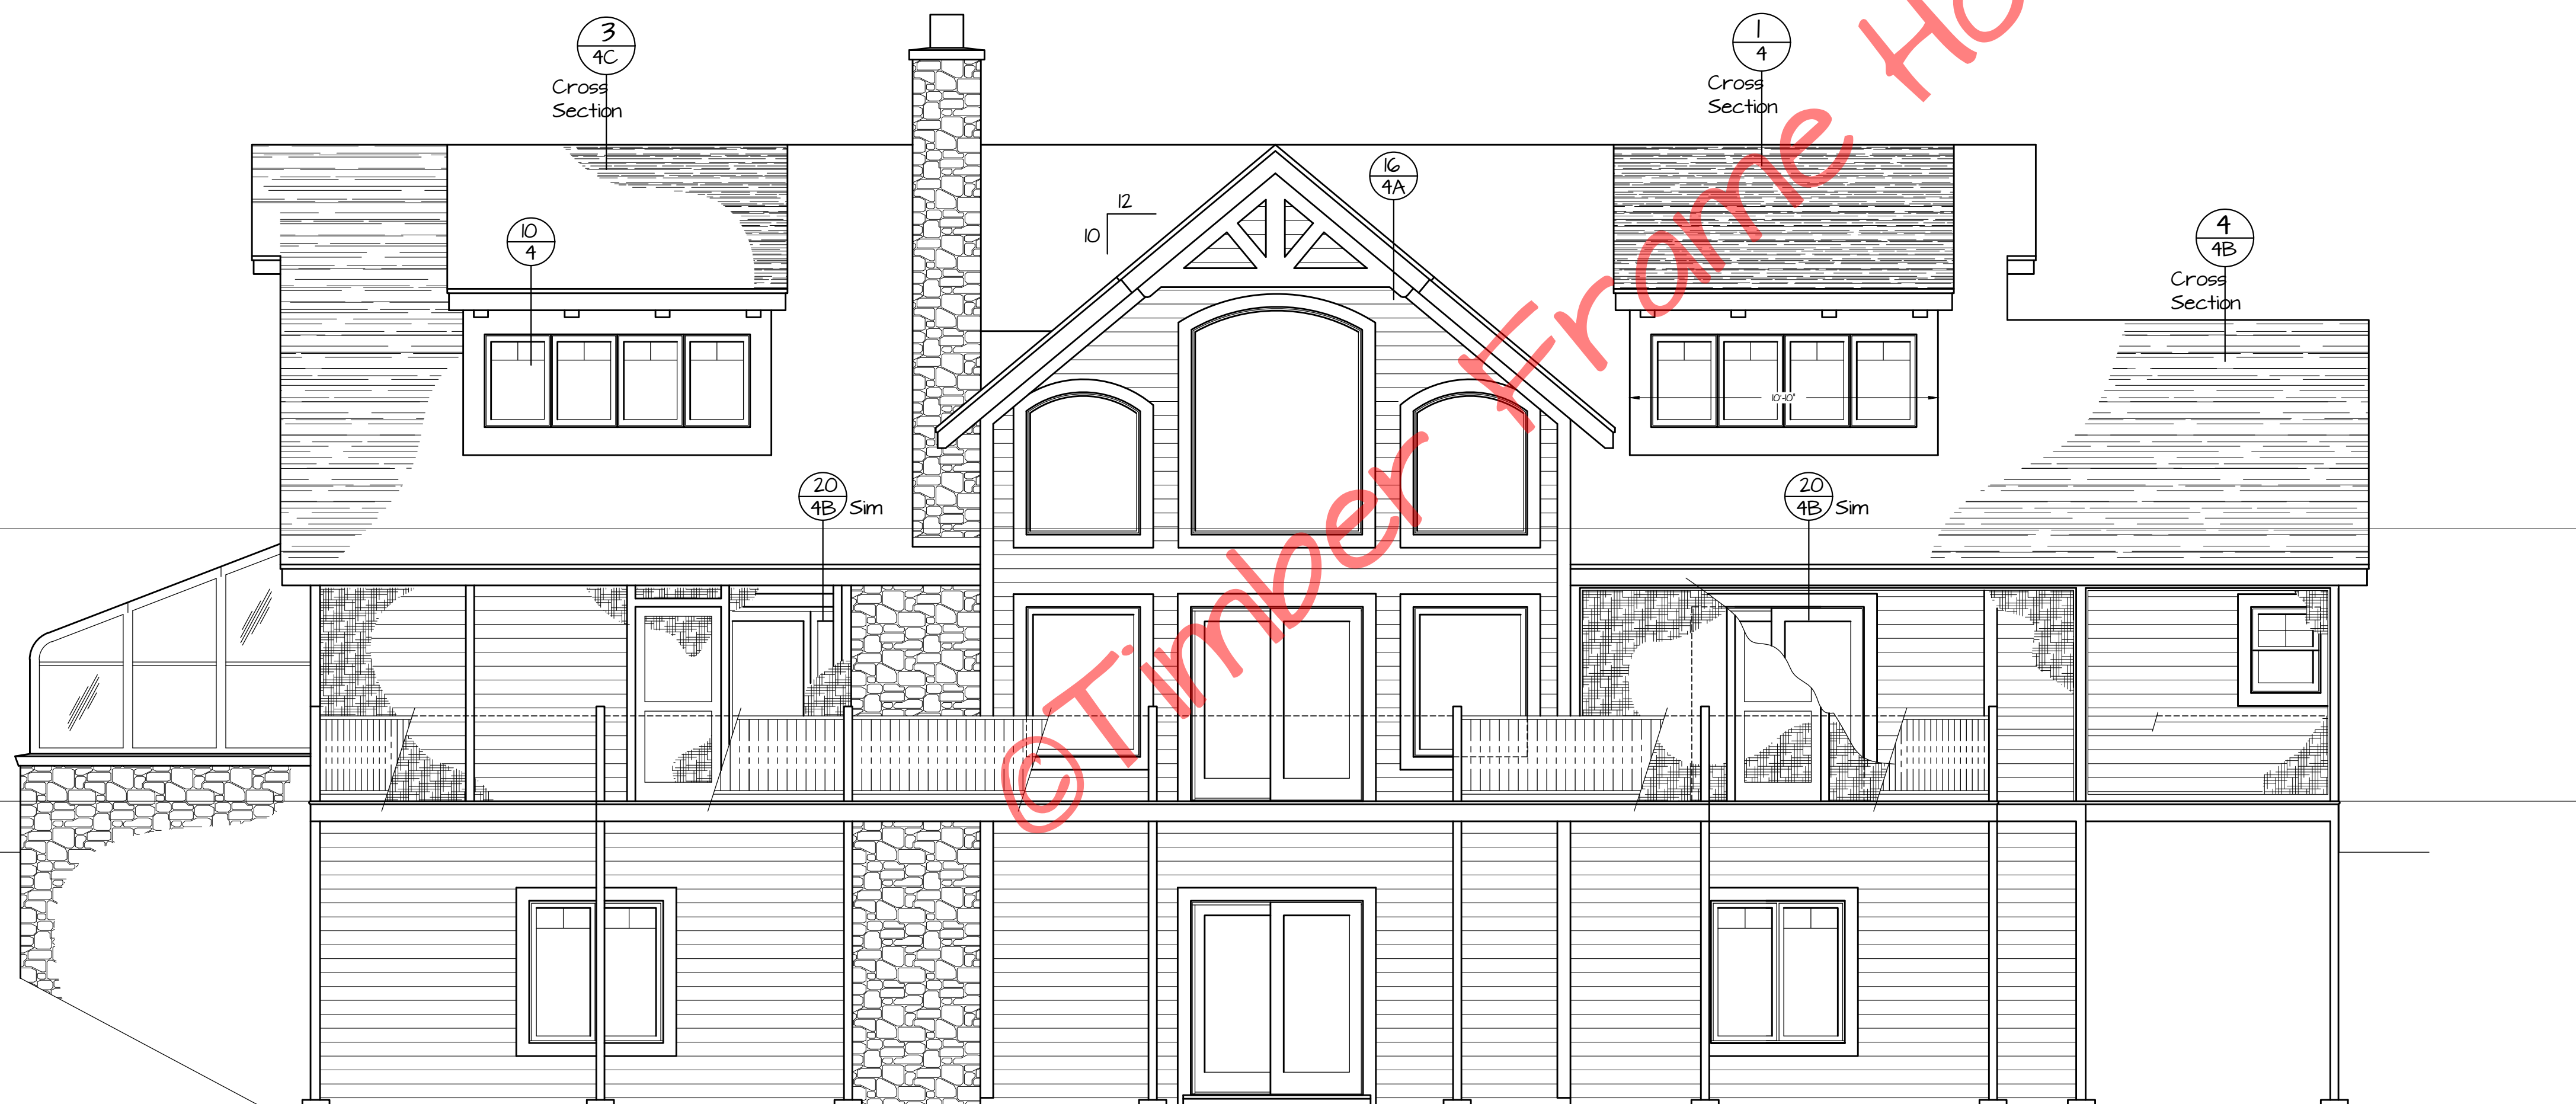 3
4C
Cross
Section
1
4
Cross
Section
16
4A
12
10
10
4
4
4B
Cross
Section
10'-10"
20
4B Sim
20
4B Sim
©Timber Frame Ho